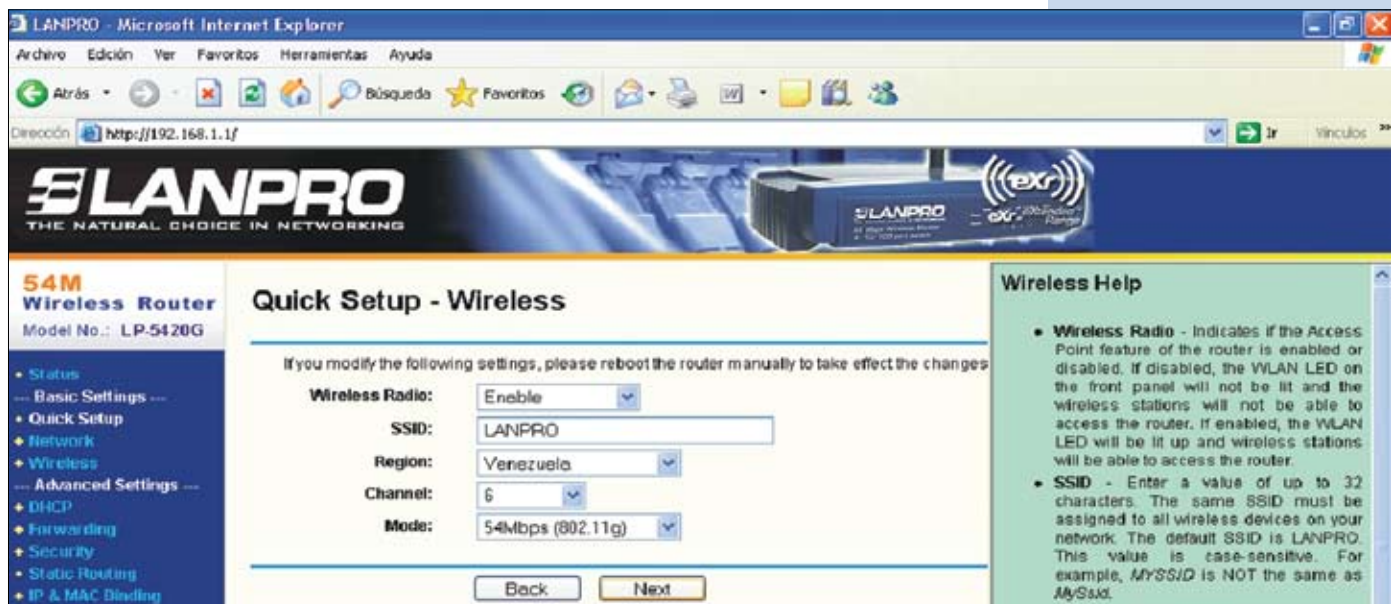 LANPRO - Microsoft Internet Explorer
Archivo Edición Ver Favoritos Herramientas Ayuda
Atrás Búsqueda Favoritos
Dirección http://192.168.1.1/ Ir Vínculos
LANPRO
THE NATURAL CHOICE IN NETWORKING
LANPRO
((eXr))
eXr
Range
54M
Wireless Router
Model No.: LP-5420G
• Status
--- Basic Settings ---
• Quick Setup
+ Network
+ Wireless
--- Advanced Settings ---
+ DHCP
+ Forwarding
+ Security
• Static Routing
+ IP & MAC Binding
Quick Setup - Wireless
If you modify the following settings, please reboot the router manually to take effect the changes
Wireless Radio: Enable
SSID: LANPRO
Region: Venezuela
Channel: 6
Mode: 54Mbps (802.11g)
Back Next
Wireless Help
• Wireless Radio - Indicates if the Access
Point feature of the router is enabled or
disabled. If disabled, the WLAN LED on
the front panel will not be lit and the
wireless stations will not be able to
access the router. If enabled, the WLAN
LED will be lit up and wireless stations
will be able to access the router.
• SSID - Enter a value of up to 32
characters. The same SSID must be
assigned to all wireless devices on your
network. The default SSID is LANPRO.
This value is case-sensitive. For
example, MYSSID is NOT the same as
MySsid.